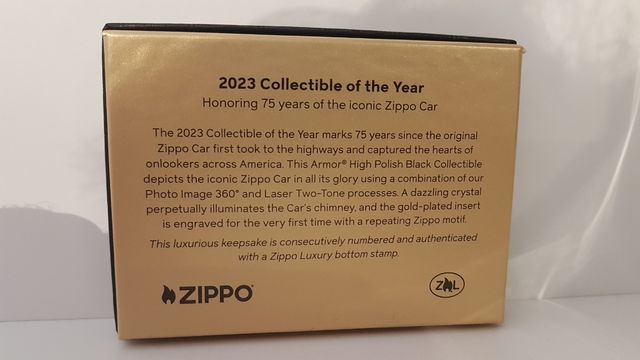 2023 Collectible of the Year
Honoring 75 years of the iconic Zippo Car
The 2023 Collectible of the Year marks 75 years since the original
Zippo Car first took to the highways and captured the hearts of
onlookers across America. This Armor® High Polish Black Collectible
depicts the iconic Zippo Car in all its glory using a combination of our
Photo Image 360° and Laser Two-Tone processes. A dazzling crystal
perpetually illuminates the Car's chimney, and the gold-plated insert
is engraved for the very first time with a repeating Zippo motif.
This luxurious keepsake is consecutively numbered and authenticated
with a Zippo Luxury bottom stamp.
ZIPPO
ZL